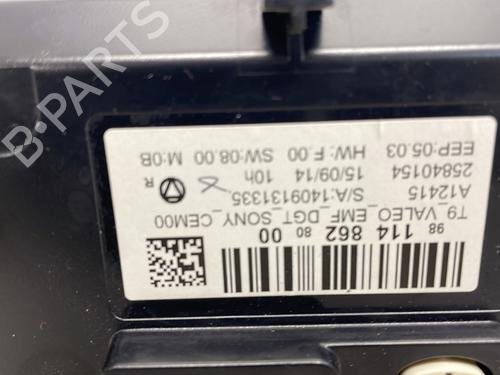 98 114 862 80 00
T9_VALEO_EMF_DGT_SONY_CEM00
A12415 S/A:1409131335
25840154 15/09/14 10h
EEP:05.03 HW:F.00 SW:08.00 M:0B
R
B-PARTS